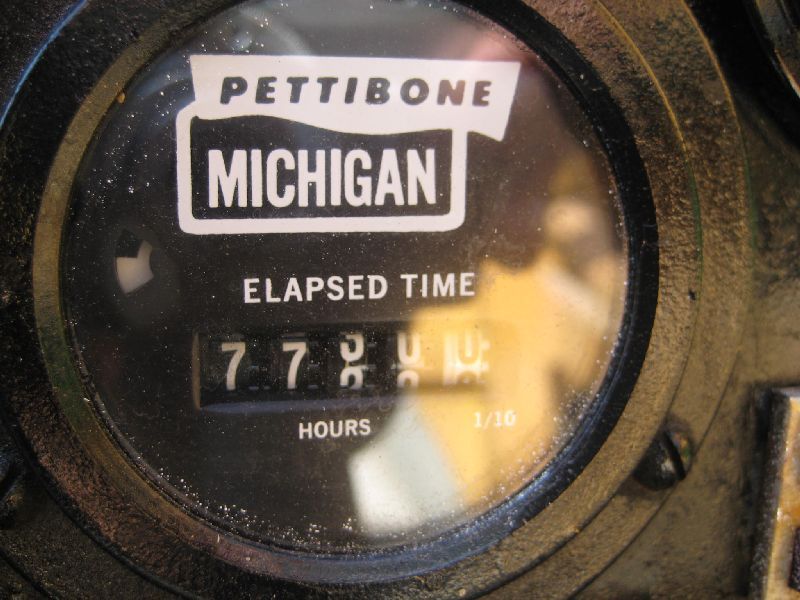 PETTIBONE
MICHIGAN
ELAPSED TIME
77
HOURS 1/10